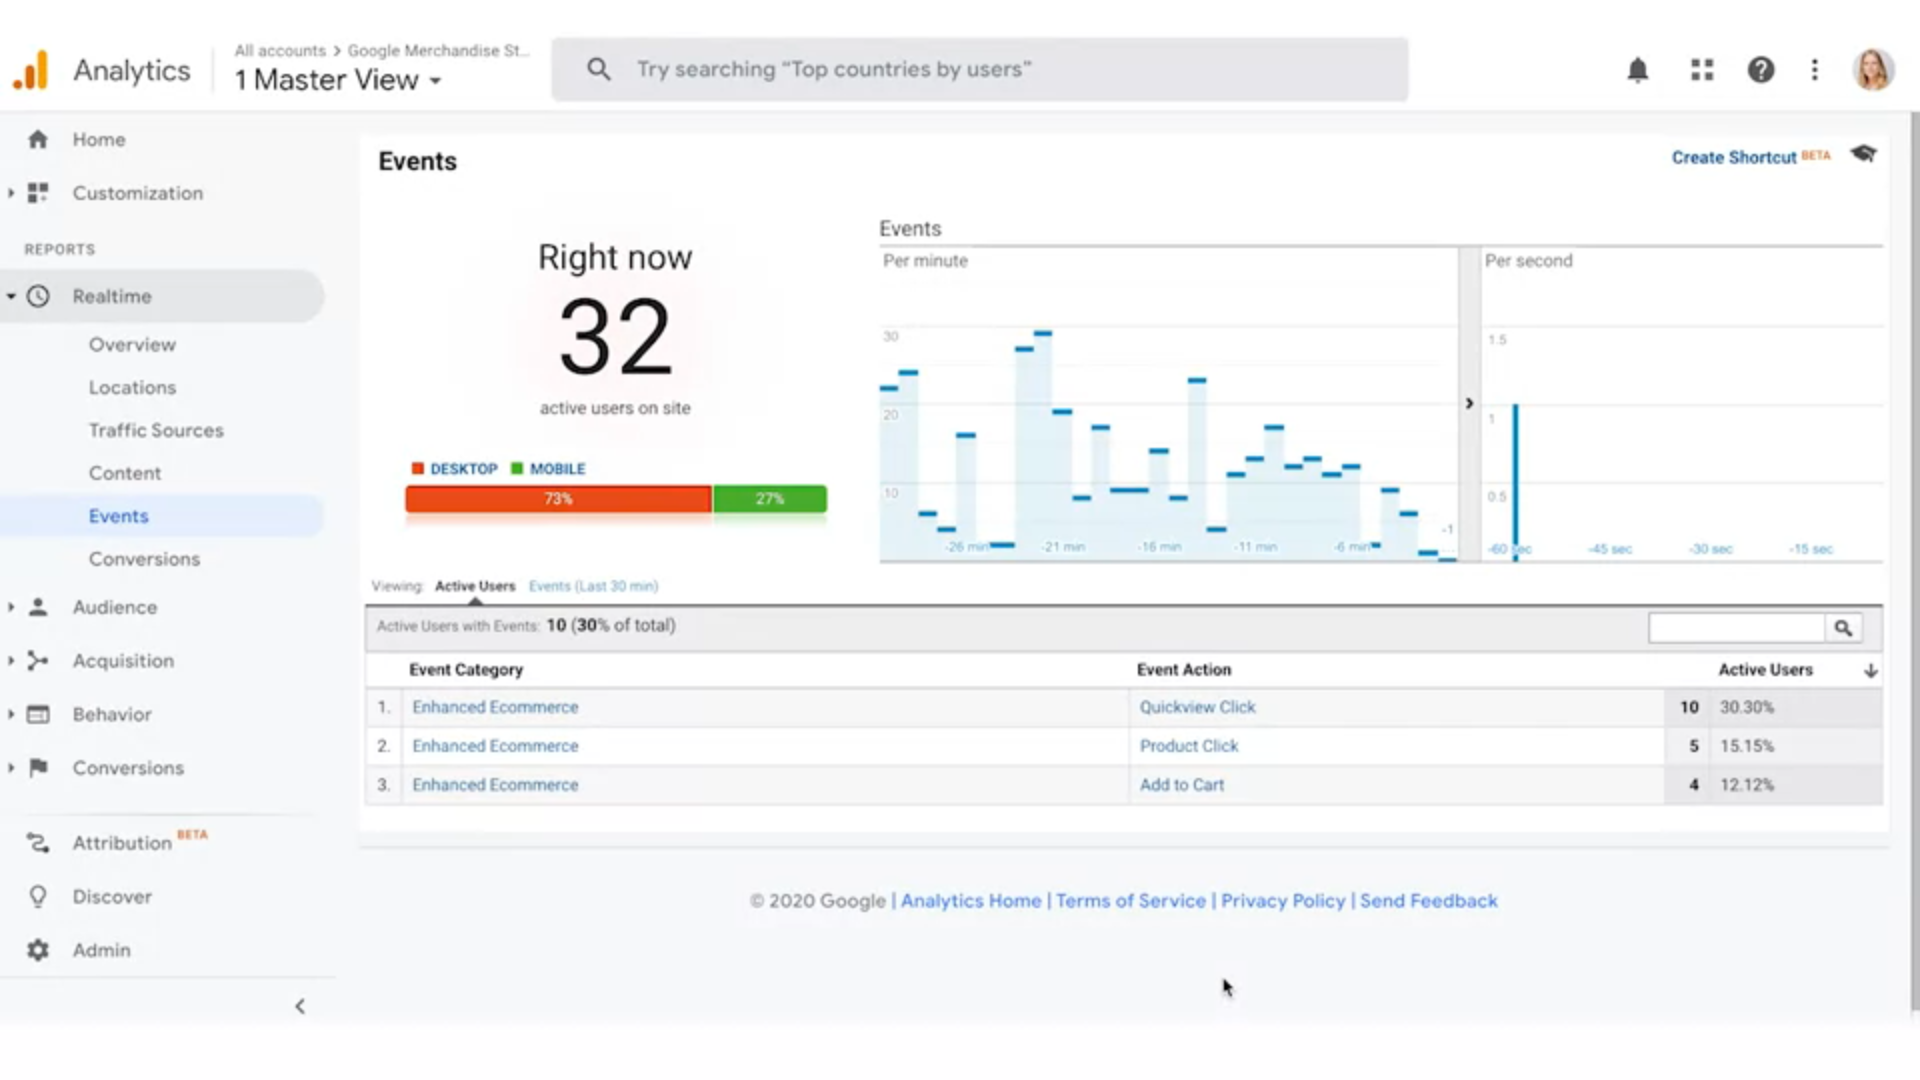 Analytics
All accounts > Google Merchandise St...
1 Master View
Try searching “Top countries by users”
Home
Customization
REPORTS
Realtime
Overview
Locations
Traffic Sources
Content
Events
Conversions
Audience
Acquisition
Behavior
Conversions
Attribution BETA
Discover
Admin
Events
Create Shortcut BETA
Right now
32
active users on site
DESKTOP MOBILE
73% 27%
Events
Per minute
30
20
10
-26 min -21 min -16 min -11 min -6 min -1
Per second
1.5
1
0.5
-60 sec -45 sec -30 sec -15 sec
Viewing: Active Users Events (Last 30 min)
Active Users with Events: 10 (30% of total)
Event Category Event Action Active Users
1. Enhanced Ecommerce Quickview Click 10 30.30%
2. Enhanced Ecommerce Product Click 5 15.15%
3. Enhanced Ecommerce Add to Cart 4 12.12%
© 2020 Google | Analytics Home | Terms of Service | Privacy Policy | Send Feedback